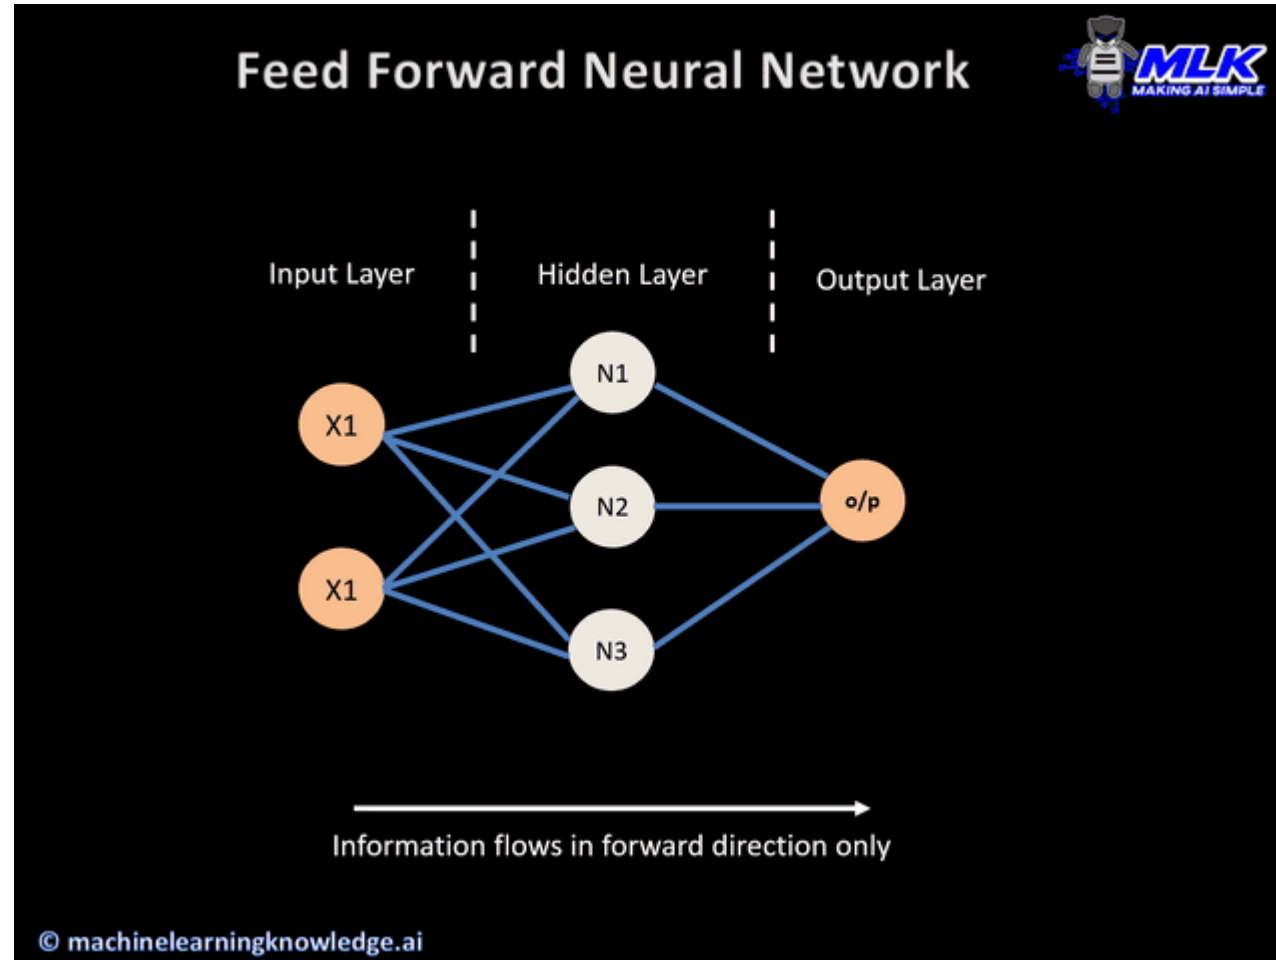 Feed Forward Neural Network
MLK
MAKING AI SIMPLE
Input Layer
Hidden Layer
Output Layer
N1
X1
N2
o/p
X1
N3
Information flows in forward direction only
© machinelearningknowledge.ai